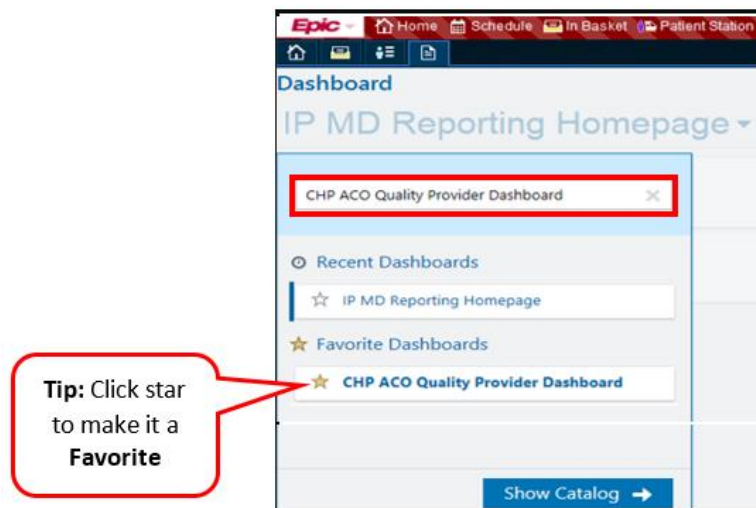 Epic Home Schedule In Basket Patient Station
Dashboard
IP MD Reporting Homepage
CHP ACO Quality Provider Dashboard
Recent Dashboards
IP MD Reporting Homepage
Favorite Dashboards
CHP ACO Quality Provider Dashboard
Tip: Click star
to make it a
Favorite
Show Catalog